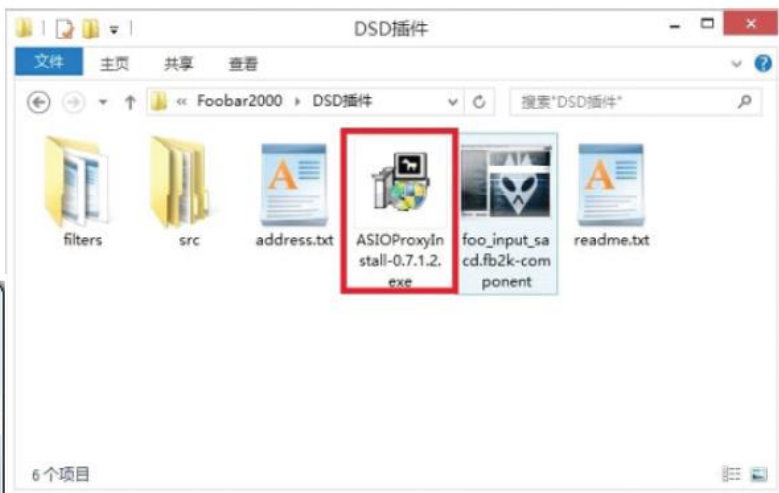 DSD插件
文件 主页 共享 查看
« Foobar2000 ▸ DSD插件
搜索"DSD插件"
filters
src
address.txt
ASIOProxyIn
stall-0.7.1.2.
exe
foo_input_sa
cd.fb2k-com
ponent
readme.txt
6个项目